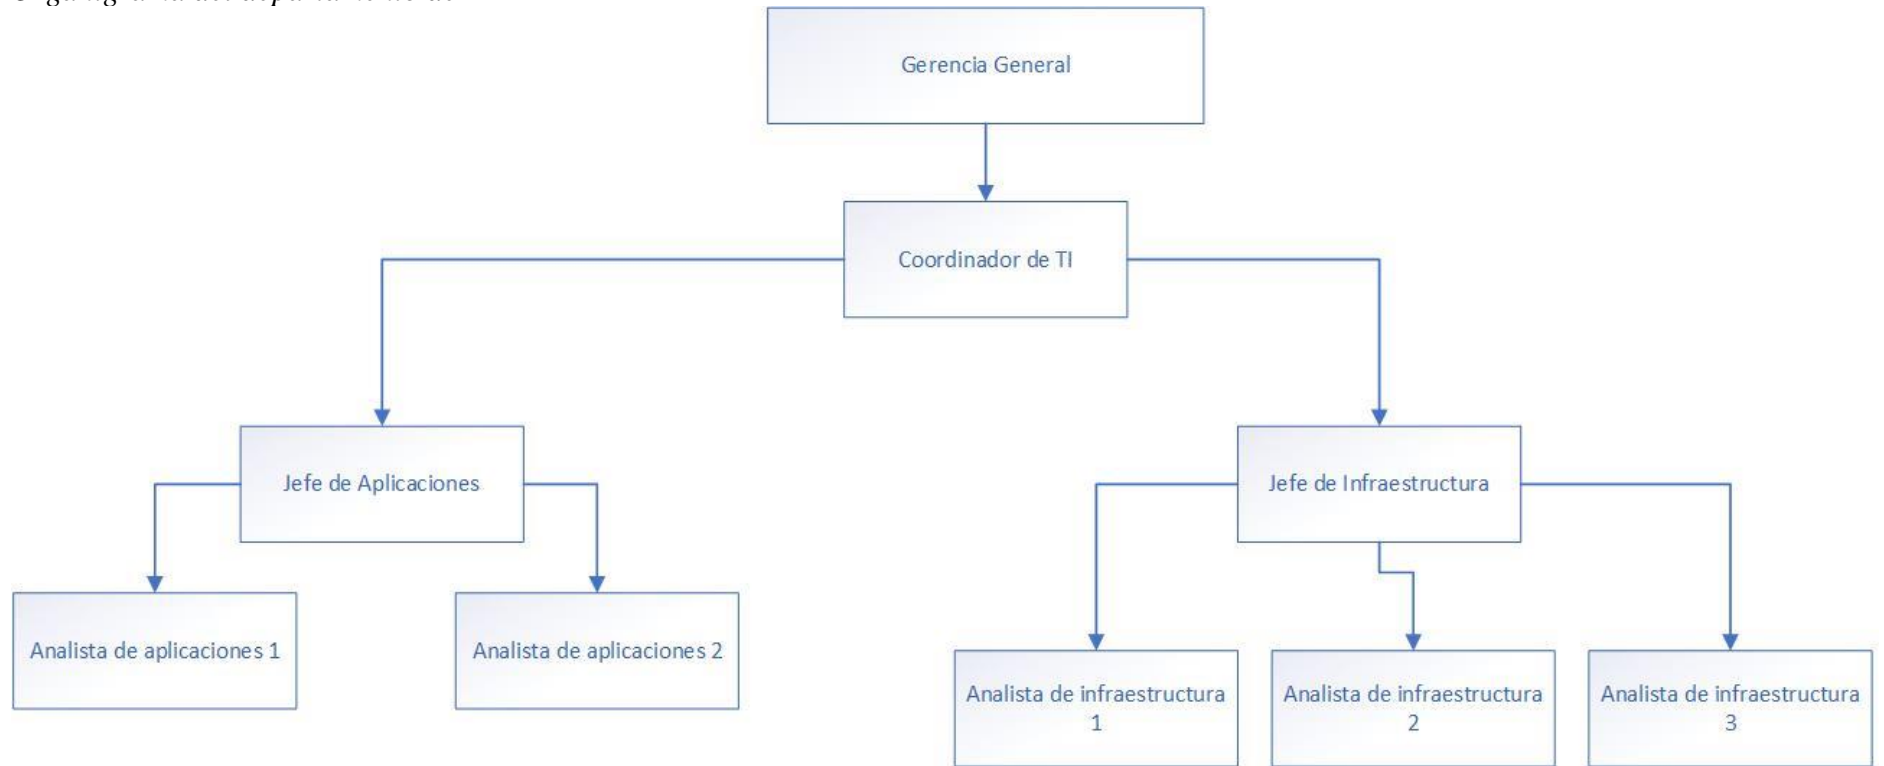 Gerencia General
Coordinador de TI
Jefe de Aplicaciones
Jefe de Infraestructura
Analista de aplicaciones 1
Analista de aplicaciones 2
Analista de infraestructura
1
Analista de infraestructura
2
Analista de infraestructura
3